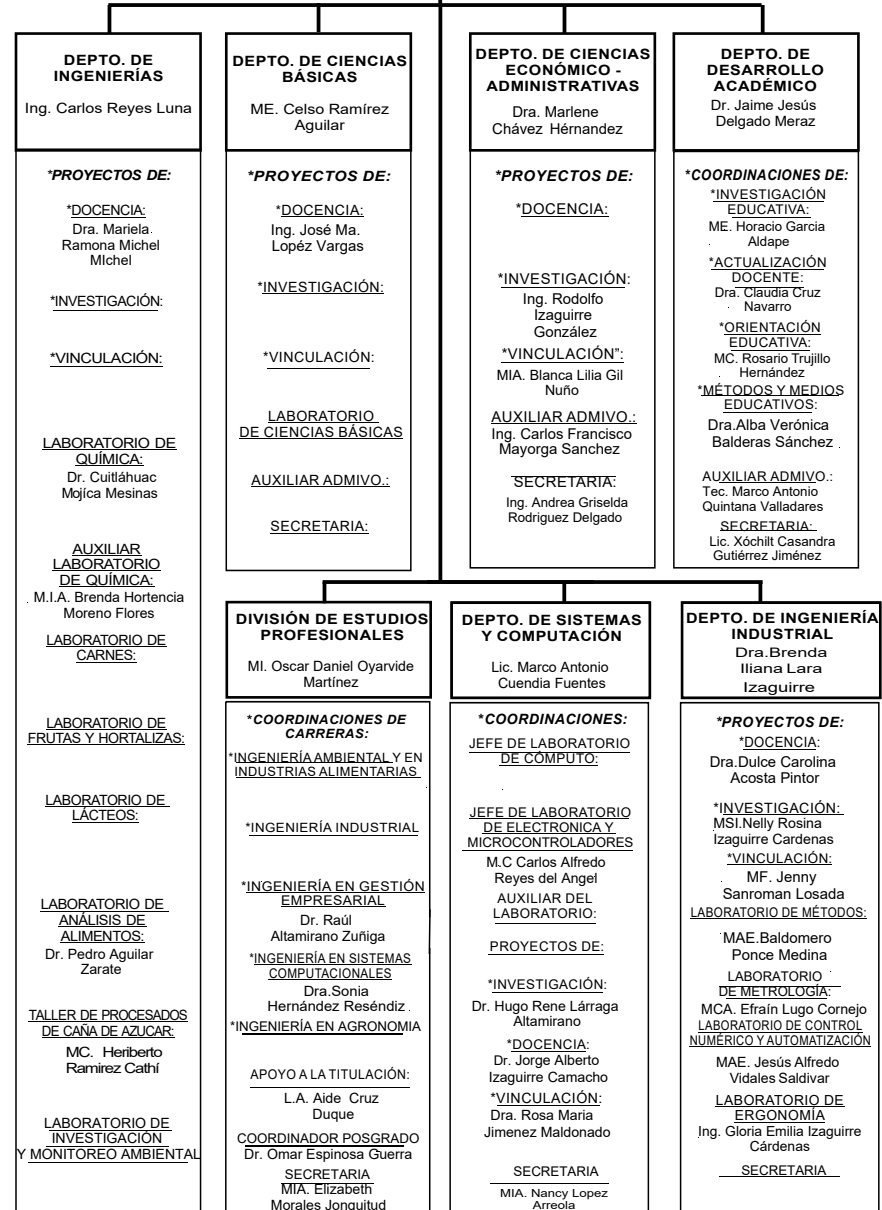 DEPTO. DE
INGENIERÍAS
Ing. Carlos Reyes Luna
*PROYECTOS DE:
*DOCENCIA:
Dra. Mariela
Ramona Michel
MIchel
*INVESTIGACIÓN:
*VINCULACIÓN:
LABORATORIO DE
QUÍMICA:
Dr. Cuitláhuac
Mojíca Mesinas
AUXILIAR
LABORATORIO
DE QUÍMICA:
M.I.A. Brenda Hortencia
Moreno Flores
LABORATORIO DE
CARNES:
LABORATORIO DE
FRUTAS Y HORTALIZAS:
LABORATORIO DE
LÁCTEOS:
LABORATORIO DE
ANÁLISIS DE
ALIMENTOS:
Dr. Pedro Aguilar
Zarate
TALLER DE PROCESADOS
DE CAÑA DE AZUCAR:
MC. Heriberto
Ramirez Cathí
LABORATORIO DE
INVESTIGACIÓN
Y MONITOREO AMBIENTAL
DEPTO. DE CIENCIAS
BÁSICAS
ME. Celso Ramírez
Aguilar
*PROYECTOS DE:
*DOCENCIA:
Ing. José Ma.
Lopéz Vargas
*INVESTIGACIÓN:
*VINCULACIÓN:
LABORATORIO
DE CIENCIAS BÁSICAS
AUXILIAR ADMIVO.:
SECRETARIA:
DEPTO. DE CIENCIAS
ECONÓMICO -
ADMINISTRATIVAS
Dra. Marlene
Chávez Hérnandez
*PROYECTOS DE:
*DOCENCIA:
*INVESTIGACIÓN:
Ing. Rodolfo
Izaguirre
González
*VINCULACIÓN”:
MIA. Blanca Lilia Gil
Nuño
AUXILIAR ADMIVO.:
Ing. Carlos Francisco
Mayorga Sanchez
SECRETARIA:
Ing. Andrea Griselda
Rodriguez Delgado
DEPTO. DE
DESARROLLO
ACADÉMICO
Dr. Jaime Jesús
Delgado Meraz
*COORDINACIONES DE:
*INVESTIGACIÓN
EDUCATIVA:
ME. Horacio Garcia
Aldape
*ACTUALIZACIÓN
DOCENTE:
Dra. Claudia Cruz
Navarro
*ORIENTACIÓN
EDUCATIVA:
MC. Rosario Trujillo
Hernández
*MÉTODOS Y MEDIOS
EDUCATIVOS:
Dra.Alba Verónica
Balderas Sánchez
AUXILIAR ADMIVO.:
Tec. Marco Antonio
Quintana Valladares
SECRETARIA:
Lic. Xóchilt Casandra
Gutiérrez Jiménez
DIVISIÓN DE ESTUDIOS
PROFESIONALES
MI. Oscar Daniel Oyarvide
Martínez
*COORDINACIONES DE
CARRERAS:
*INGENIERÍA AMBIENTAL Y EN
INDUSTRIAS ALIMENTARIAS
*INGENIERÍA INDUSTRIAL
*INGENIERÍA EN GESTIÓN
EMPRESARIAL
Dr. Raúl
Altamirano Zuñiga
*INGENIERÍA EN SISTEMAS
COMPUTACIONALES
Dra.Sonia
Hernández Reséndiz
*INGENIERÍA EN AGRONOMIA
APOYO A LA TITULACIÓN:
L.A. Aide Cruz
Duque
COORDINADOR POSGRADO
Dr. Omar Espinosa Guerra
SECRETARIA
MIA. Elizabeth
Morales Jonguitud
DEPTO. DE SISTEMAS
Y COMPUTACIÓN
Lic. Marco Antonio
Cuendia Fuentes
*COORDINACIONES:
JEFE DE LABORATORIO
DE CÓMPUTO:
JEFE DE LABORATORIO
DE ELECTRONICA Y
MICROCONTROLADORES
M.C Carlos Alfredo
Reyes del Angel
AUXILIAR DEL
LABORATORIO:
PROYECTOS DE:
*INVESTIGACIÓN:
Dr. Hugo Rene Lárraga
Altamirano
*DOCENCIA:
Dr. Jorge Alberto
Izaguirre Camacho
*VINCULACIÓN:
Dra. Rosa Maria
Jimenez Maldonado
SECRETARIA
MIA. Nancy Lopez
Arreola
DEPTO. DE INGENIERÍA
INDUSTRIAL
Dra.Brenda
Iliana Lara
Izaguirre
*PROYECTOS DE:
*DOCENCIA:
Dra.Dulce Carolina
Acosta Pintor
*INVESTIGACIÓN:
MSI.Nelly Rosina
Izaguirre Cardenas
*VINCULACIÓN:
MF. Jenny
Sanroman Losada
LABORATORIO DE MÉTODOS:
MAE.Baldomero
Ponce Medina
LABORATORIO
DE METROLOGÍA:
MCA. Efraín Lugo Cornejo
LABORATORIO DE CONTROL
NUMÉRICO Y AUTOMATIZACIÓN
MAE. Jesús Alfredo
Vidales Saldivar
LABORATORIO DE
ERGONOMÍA
Ing. Gloria Emilia Izaguirre
Cárdenas
SECRETARIA